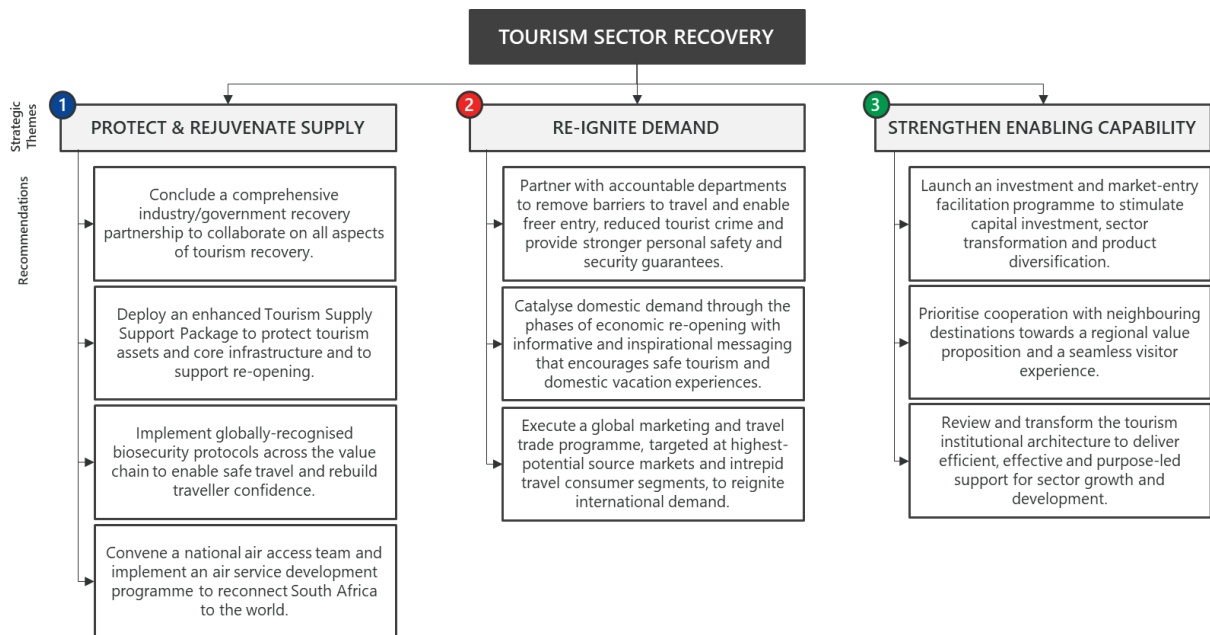 TOURISM SECTOR RECOVERY
Strategic
Themes
1
PROTECT & REJUVENATE SUPPLY
2
RE-IGNITE DEMAND
3
STRENGTHEN ENABLING CAPABILITY
Recommendations
Conclude a comprehensive
industry/government recovery
partnership to collaborate on all aspects
of tourism recovery.
Deploy an enhanced Tourism Supply
Support Package to protect tourism
assets and core infrastructure and to
support re-opening.
Implement globally-recognised
biosecurity protocols across the value
chain to enable safe travel and rebuild
traveller confidence.
Convene a national air access team and
implement an air service development
programme to reconnect South Africa
to the world.
Partner with accountable departments
to remove barriers to travel and enable
freer entry, reduced tourist crime and
provide stronger personal safety and
security guarantees.
Catalyse domestic demand through the
phases of economic re-opening with
informative and inspirational messaging
that encourages safe tourism and
domestic vacation experiences.
Execute a global marketing and travel
trade programme, targeted at highest-
potential source markets and intrepid
travel consumer segments, to reignite
international demand.
Launch an investment and market-entry
facilitation programme to stimulate
capital investment, sector
transformation and product
diversification.
Prioritise cooperation with neighbouring
destinations towards a regional value
proposition and a seamless visitor
experience.
Review and transform the tourism
institutional architecture to deliver
efficient, effective and purpose-led
support for sector growth and
development.